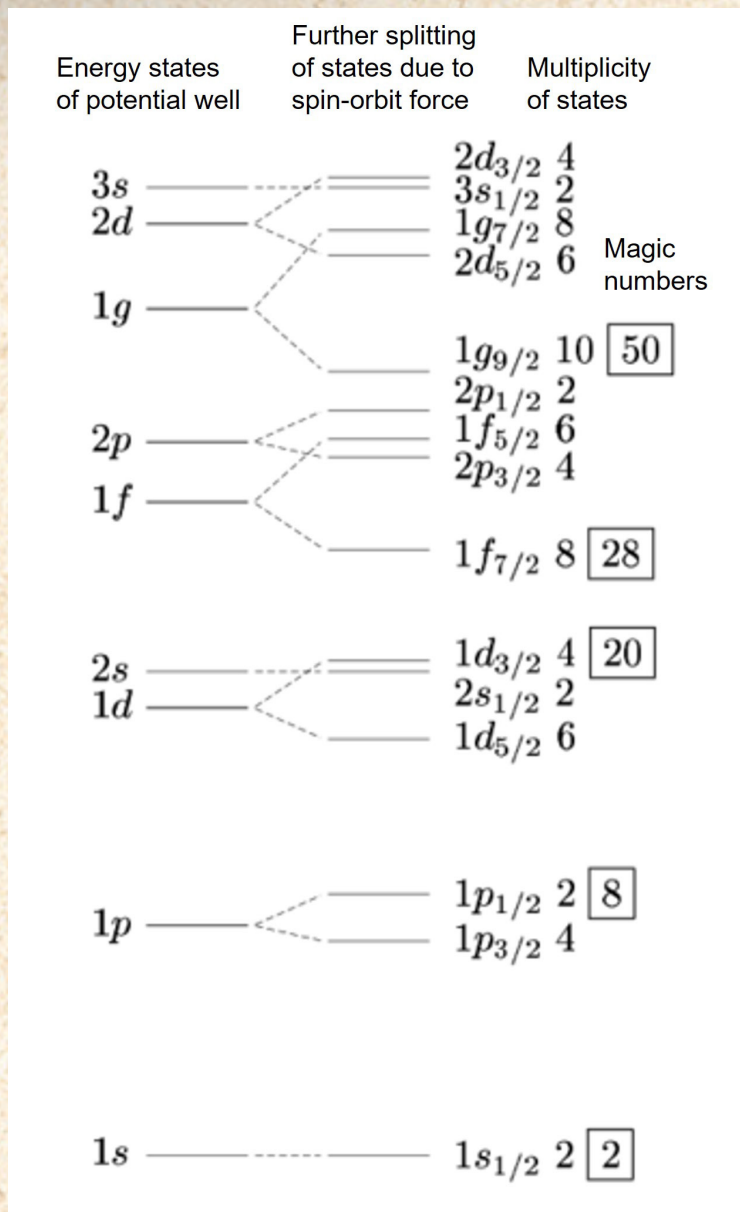 Energy states
of potential well
Further splitting
of states due to
spin-orbit force
Multiplicity
of states
3s
2d
1g
2p
1f
2s
1d
1p
1s
2d3/2 4
3s1/2 2
1g7/2 8
2d5/2 6
Magic
numbers
1g9/2 10 50
2p1/2 2
1f5/2 6
2p3/2 4
1f7/2 8 28
1d3/2 4 20
2s1/2 2
1d5/2 6
1p1/2 2 8
1p3/2 4
1s1/2 2 2